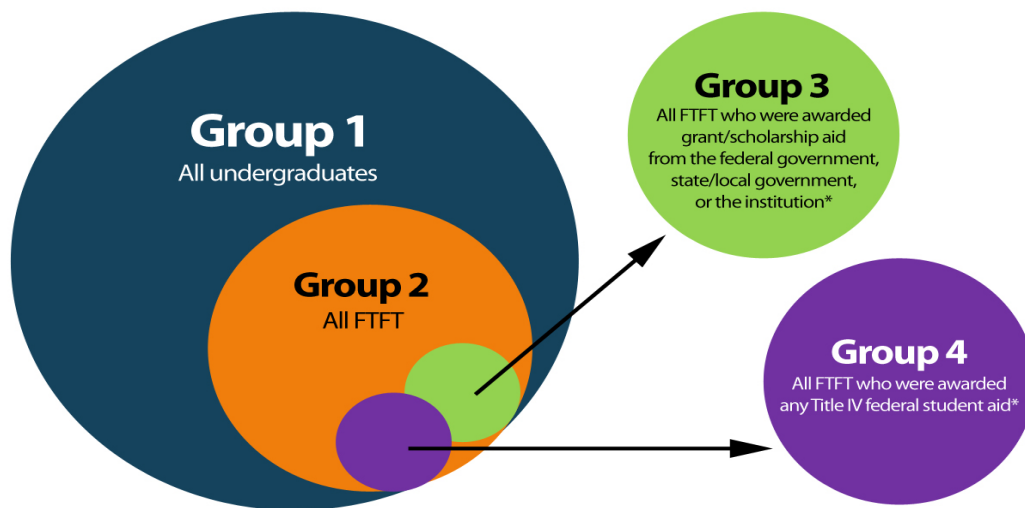 Group 1
All undergraduates
Group 2
All FTFT
Group 3
All FTFT who were awarded
grant/scholarship aid
from the federal government,
state/local government,
or the institution*
Group 4
All FTFT who were awarded
any Title IV federal student aid*